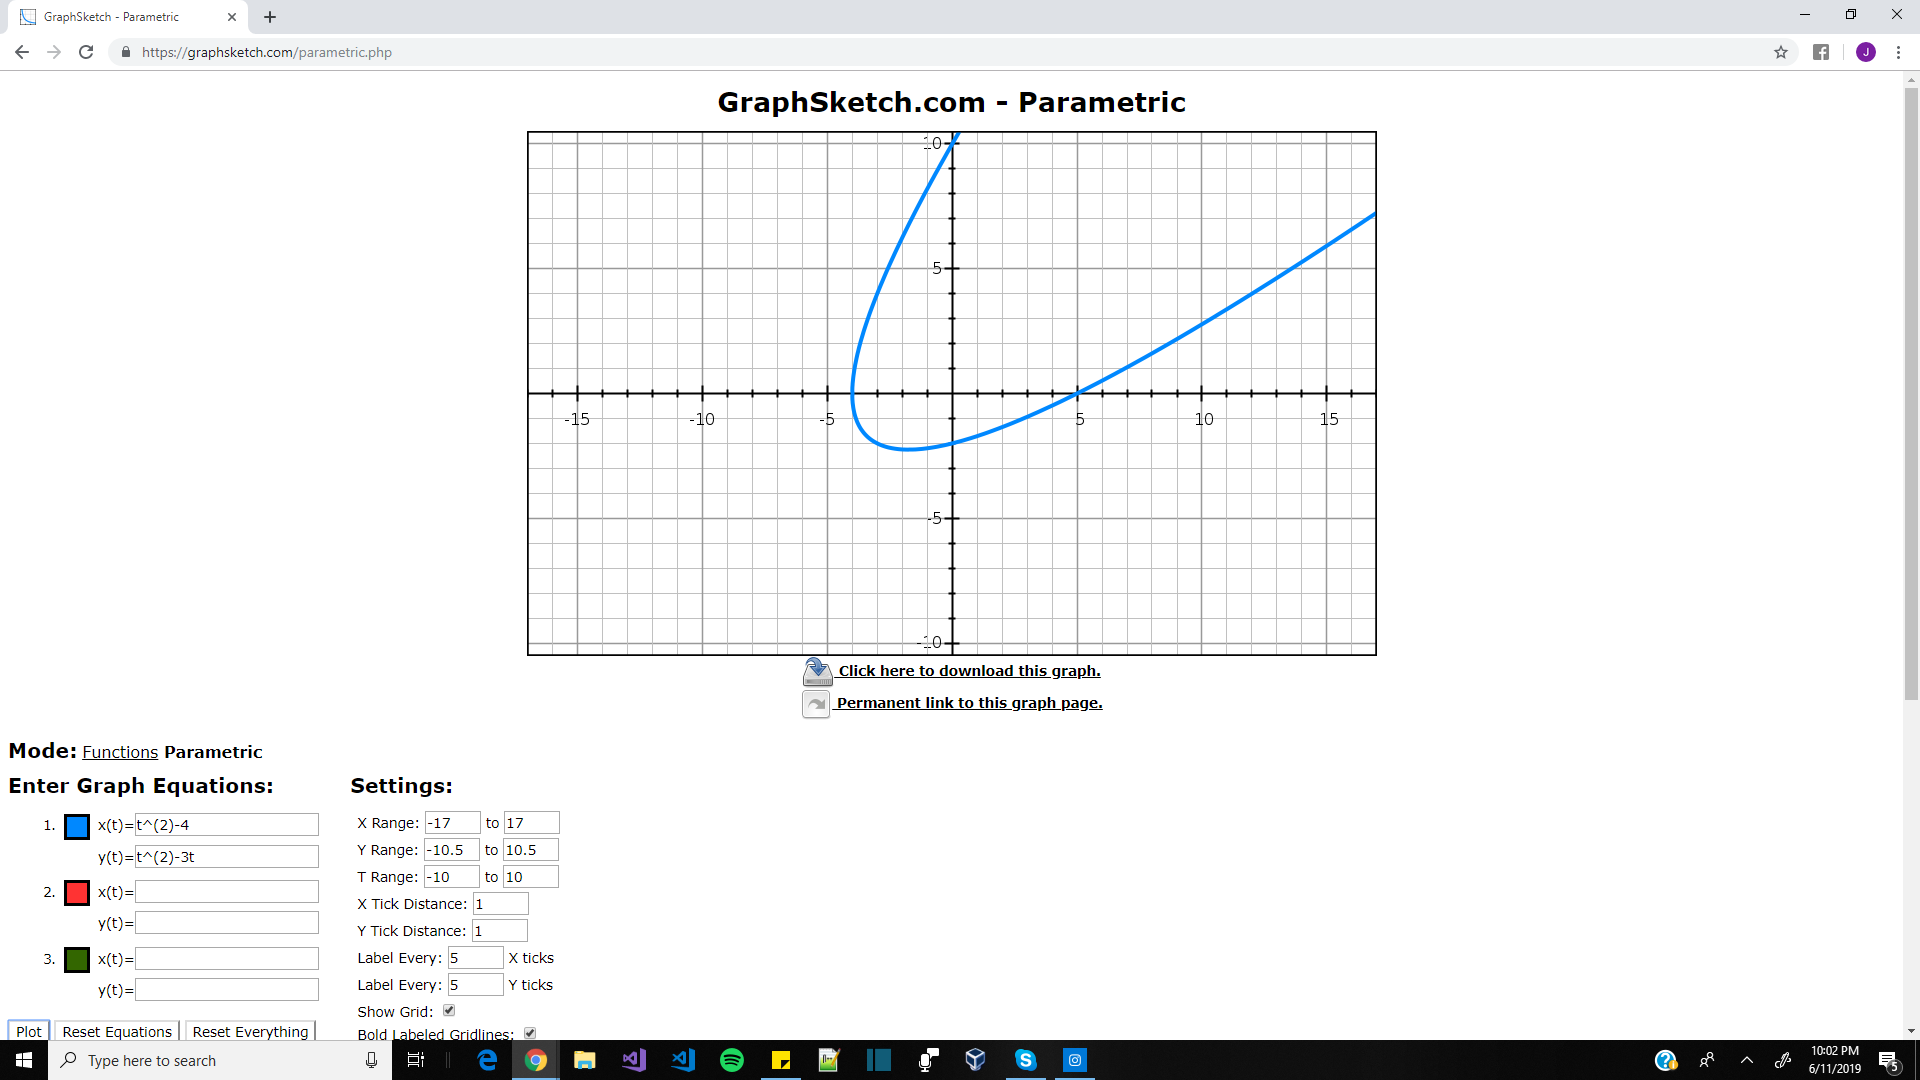 GraphSketch - Parametric
https://graphsketch.com/parametric.php
J
GraphSketch.com - Parametric
10
5
-15 -10 -5 5 10 15
-5
-10
Click here to download this graph.
Permanent link to this graph page.
Mode: Functions Parametric
Enter Graph Equations:
1. x(t)= t^(2)-4
y(t)= t^(2)-3t
2. x(t)=
y(t)=
3. x(t)=
y(t)=
Plot Reset Equations Reset Everything
Settings:
X Range: -17 to 17
Y Range: -10.5 to 10.5
T Range: -10 to 10
X Tick Distance: 1
Y Tick Distance: 1
Label Every: 5 X ticks
Label Every: 5 Y ticks
Show Grid:
Bold Labeled Gridlines:
Type here to search
10:02 PM
6/11/2019
5